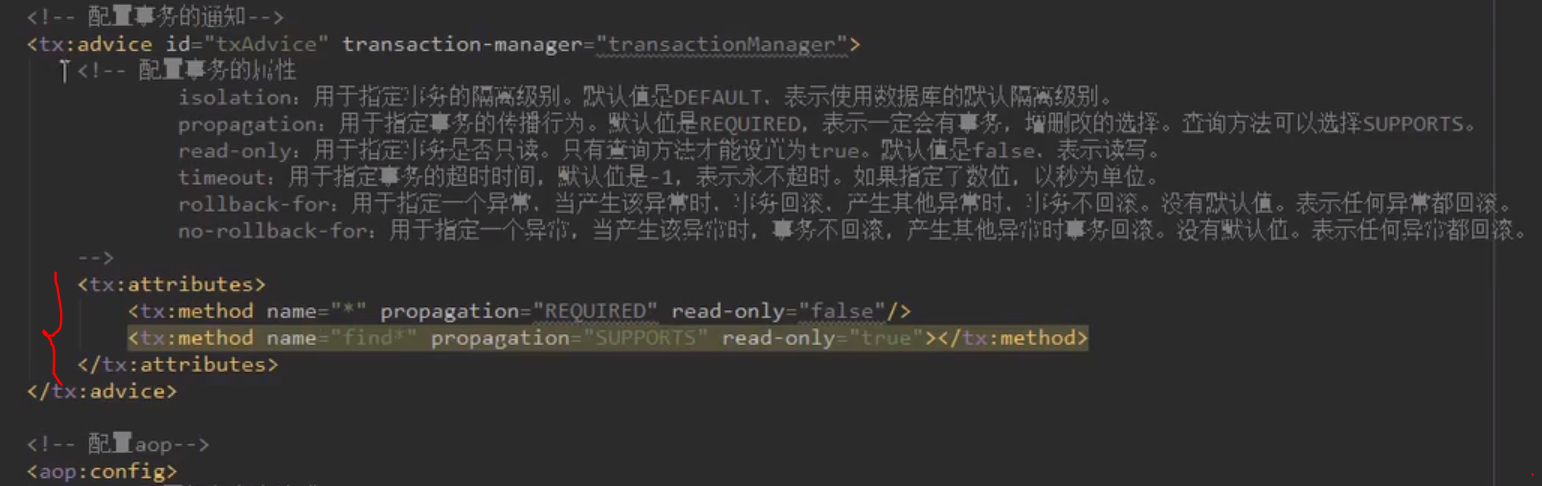 <!-- 配置事务的通知-->
<tx:advice id="txAdvice" transaction-manager="transactionManager">
<!-- 配置事务的属性
isolation：用于指定事务的隔离级别。默认值是DEFAULT，表示使用数据库的默认隔离级别。
propagation：用于指定事务的传播行为。默认值是REQUIRED，表示一定会有事务，增删改的选择。查询方法可以选择SUPPORTS。
read-only：用于指定事务是否只读。只有查询方法才能设置为true。默认值是false，表示读写。
timeout：用于指定事务的超时时间，默认值是-1，表示永不超时。如果指定了数值，以秒为单位。
rollback-for：用于指定一个异常，当产生该异常时，事务回滚，产生其他异常时，事务不回滚。没有默认值。表示任何异常都回滚。
no-rollback-for：用于指定一个异常，当产生该异常时，事务不回滚，产生其他异常时事务回滚。没有默认值。表示任何异常都回滚。
-->
<tx:attributes>
<tx:method name="*" propagation="REQUIRED" read-only="false"/>
<tx:method name="find*" propagation="SUPPORTS" read-only="true"></tx:method>
</tx:attributes>
</tx:advice>
<!-- 配置aop-->
<aop:config>